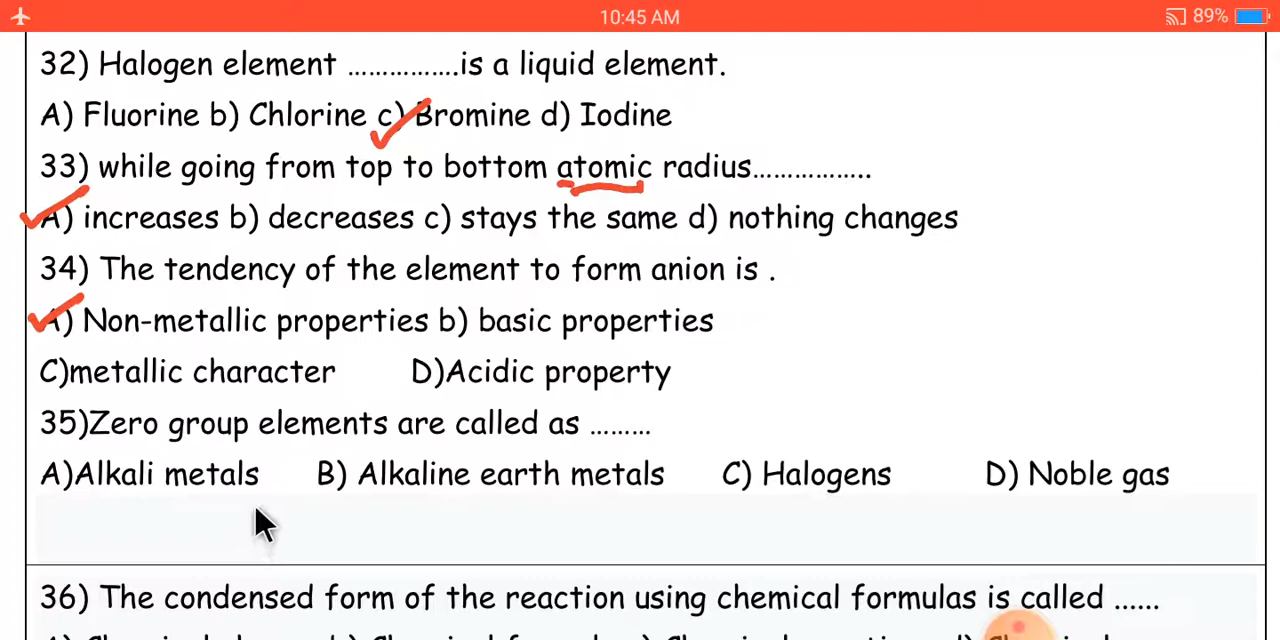 10:45 AM
89%
32) Halogen element ................is a liquid element.
A) Fluorine b) Chlorine c) Bromine d) Iodine
33) while going from top to bottom atomic radius.................
A) increases b) decreases c) stays the same d) nothing changes
34) The tendency of the element to form anion is .
A) Non-metallic properties b) basic properties
C)metallic character D)Acidic property
35)Zero group elements are called as .........
A)Alkali metals B) Alkaline earth metals C) Halogens D) Noble gas
36) The condensed form of the reaction using chemical formulas is called ......